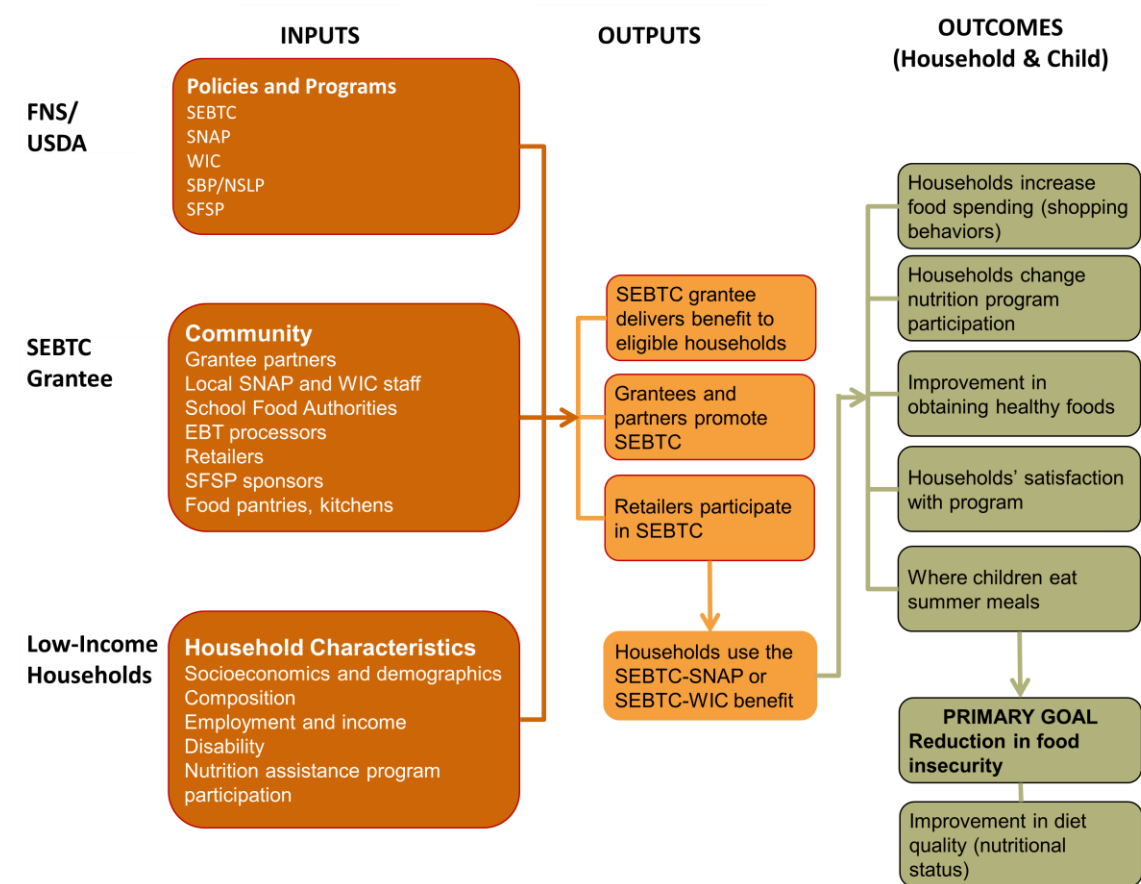 INPUTS
OUTPUTS
OUTCOMES
(Household & Child)
FNS/
USDA
Policies and Programs
SEBTC
SNAP
WIC
SBP/NSLP
SFSP
SEBTC
Grantee
Community
Grantee partners
Local SNAP and WIC staff
School Food Authorities
EBT processors
Retailers
SFSP sponsors
Food pantries, kitchens
Low-Income
Households
Household Characteristics
Socioeconomics and demographics
Composition
Employment and income
Disability
Nutrition assistance program
participation
SEBTC grantee
delivers benefit to
eligible households
Grantees and
partners promote
SEBTC
Retailers participate
in SEBTC
Households use the
SEBTC-SNAP or
SEBTC-WIC benefit
Households increase
food spending (shopping
behaviors)
Households change
nutrition program
participation
Improvement in
obtaining healthy foods
Households’ satisfaction
with program
Where children eat
summer meals
PRIMARY GOAL
Reduction in food
insecurity
Improvement in diet
quality (nutritional
status)